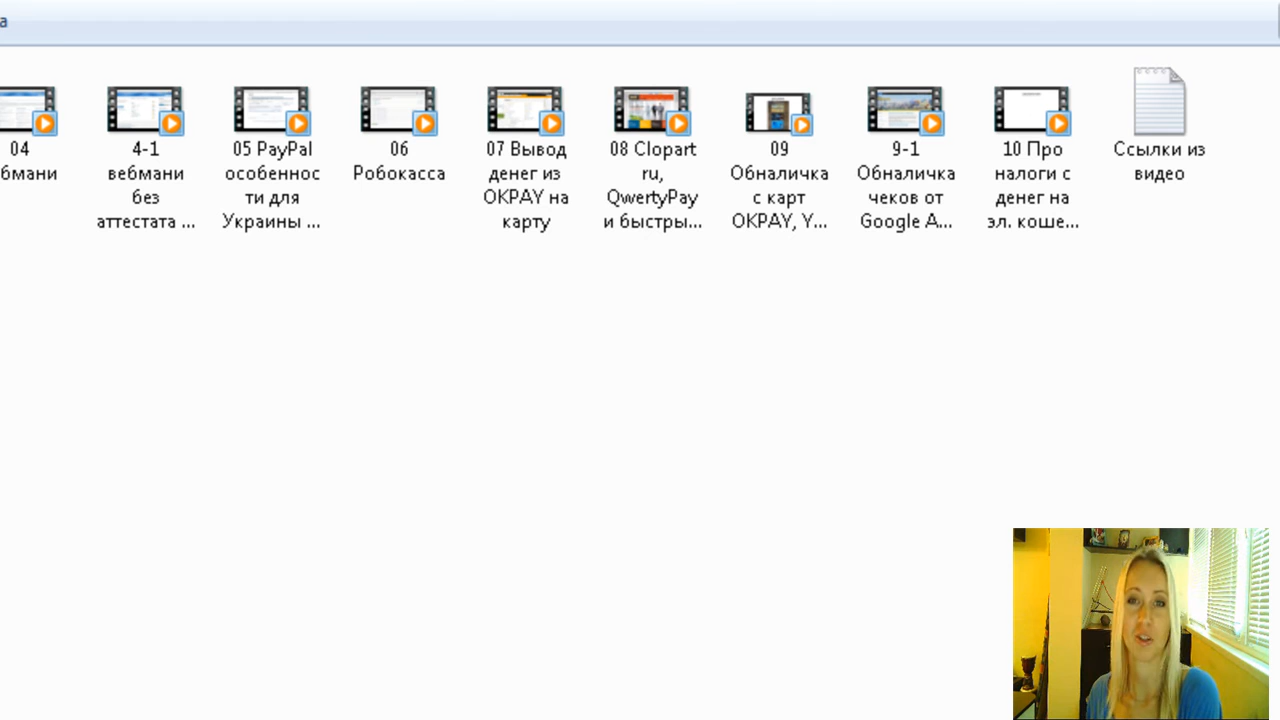 а
04
бмани
4-1
вебмани
без
аттестата ...
05 PayPal
особеннос
ти для
Украины ...
06
Робокасса
07 Вывод
денег из
OKPAY на
карту
08 Clopart
ru,
QwertyPay
и быстры...
09
Обналичка
с карт
OKPAY, Y...
9-1
Обналичка
чеков от
Google A...
10 Про
налоги с
денег на
эл. коше...
Ссылки из
видео